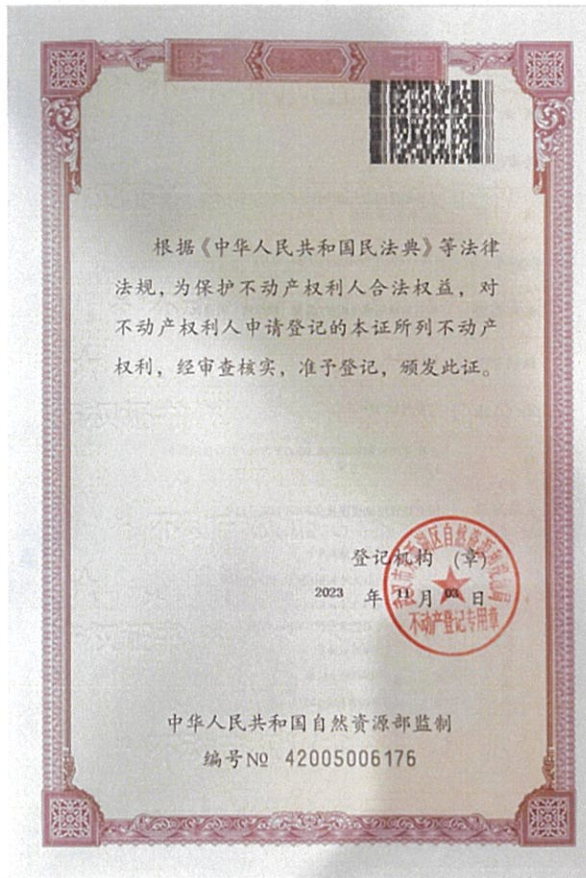 根据《中华人民共和国民法典》等法律
法规，为保护不动产权利人合法权益，对
不动产权利人申请登记的本证所列不动产
权利，经审查核实，准予登记，颁发此证。
登记机构 (章)
2023 年 11 月 03 日
不动产登记专用章
中华人民共和国自然资源部监制
编号№ 42005006176